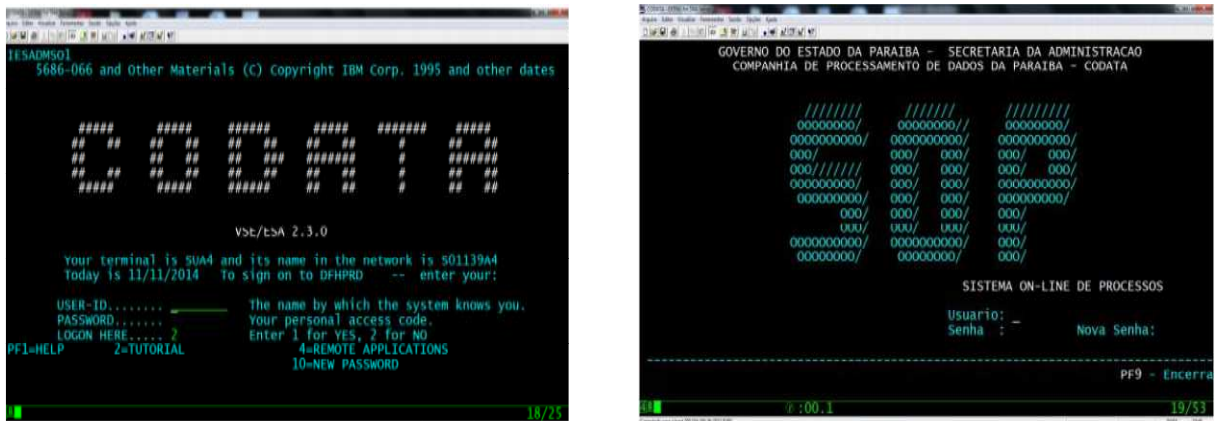 IESADMSO1
5686-066 and Other Materials (C) Copyright IBM Corp. 1995 and other dates
CODATA
VSE/ESA 2.3.0
Your terminal is SUA4 and its name in the network is S01139A4
Today is 11/11/2014 To sign on to DFHPRD -- enter your:
USER-ID........ The name by which the system knows you.
PASSWORD....... Your personal access code.
LOGON HERE..... 2 Enter 1 for YES, 2 for NO
PF1=HELP 2=TUTORIAL 4=REMOTE APPLICATIONS
10=NEW PASSWORD
18/25
GOVERNO DO ESTADO DA PARAIBA - SECRETARIA DA ADMINISTRACAO
COMPANHIA DE PROCESSAMENTO DE DADOS DA PARAIBA - CODATA
SOP
SISTEMA ON-LINE DE PROCESSOS
Usuario: _
Senha : Nova Senha:
PF9 - Encerra
:00.1
19/53